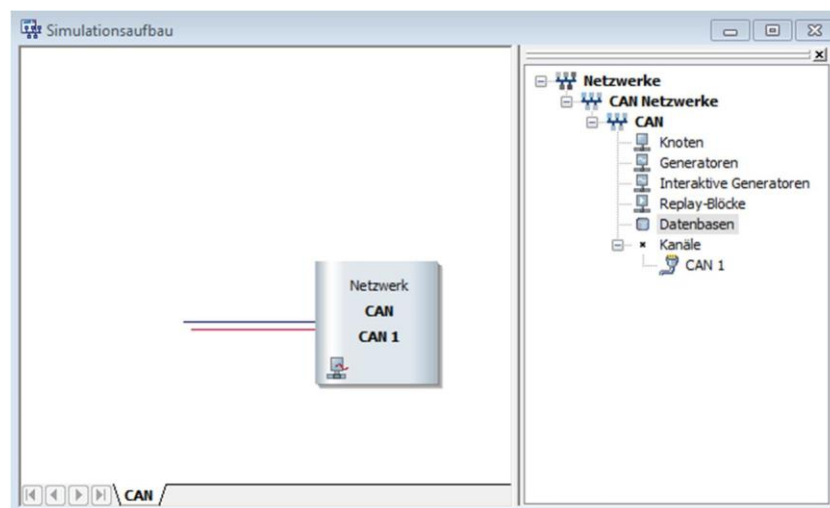 Simulationsaufbau
Netzwerk
CAN
CAN 1
CAN
Netzwerke
CAN Netzwerke
CAN
Knoten
Generatoren
Interaktive Generatoren
Replay-Blöcke
Datenbasen
Kanäle
CAN 1